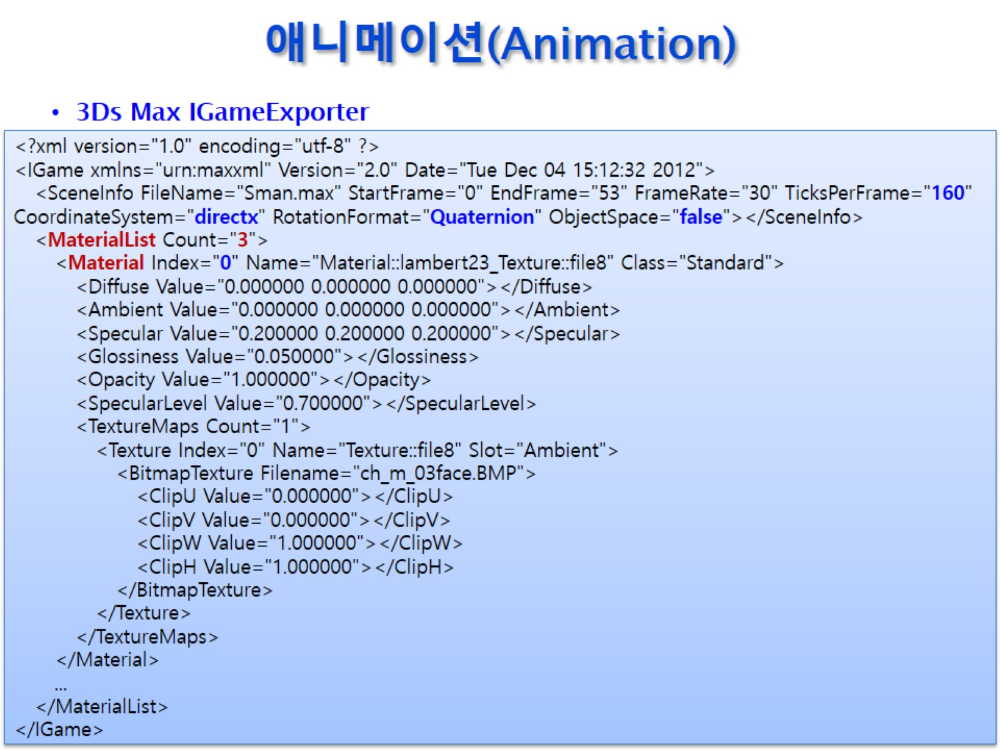 애니메이션(Animation)
• 3Ds Max IGameExporter
<?xml version="1.0" encoding="utf-8" ?>
<IGame xmlns="urn:maxxml" Version="2.0" Date="Tue Dec 04 15:12:32 2012">
<SceneInfo FileName="Sman.max" StartFrame="0" EndFrame="53" FrameRate="30" TicksPerFrame="160"
CoordinateSystem="directx" RotationFormat="Quaternion" ObjectSpace="false"></SceneInfo>
<MaterialList Count="3">
<Material Index="0" Name="Material::lambert23_Texture::file8" Class="Standard">
<Diffuse Value="0.000000 0.000000 0.000000"></Diffuse>
<Ambient Value="0.000000 0.000000 0.000000"></Ambient>
<Specular Value="0.200000 0.200000 0.200000"></Specular>
<Glossiness Value="0.050000"></Glossiness>
<Opacity Value="1.000000"></Opacity>
<SpecularLevel Value="0.700000"></SpecularLevel>
<TextureMaps Count="1">
<Texture Index="0" Name="Texture::file8" Slot="Ambient">
<BitmapTexture Filename="ch_m_03face.BMP">
<ClipU Value="0.000000"></ClipU>
<ClipV Value="0.000000"></ClipV>
<ClipW Value="1.000000"></ClipW>
<ClipH Value="1.000000"></ClipH>
</BitmapTexture>
</Texture>
</TextureMaps>
</Material>
...
</MaterialList>
</IGame>